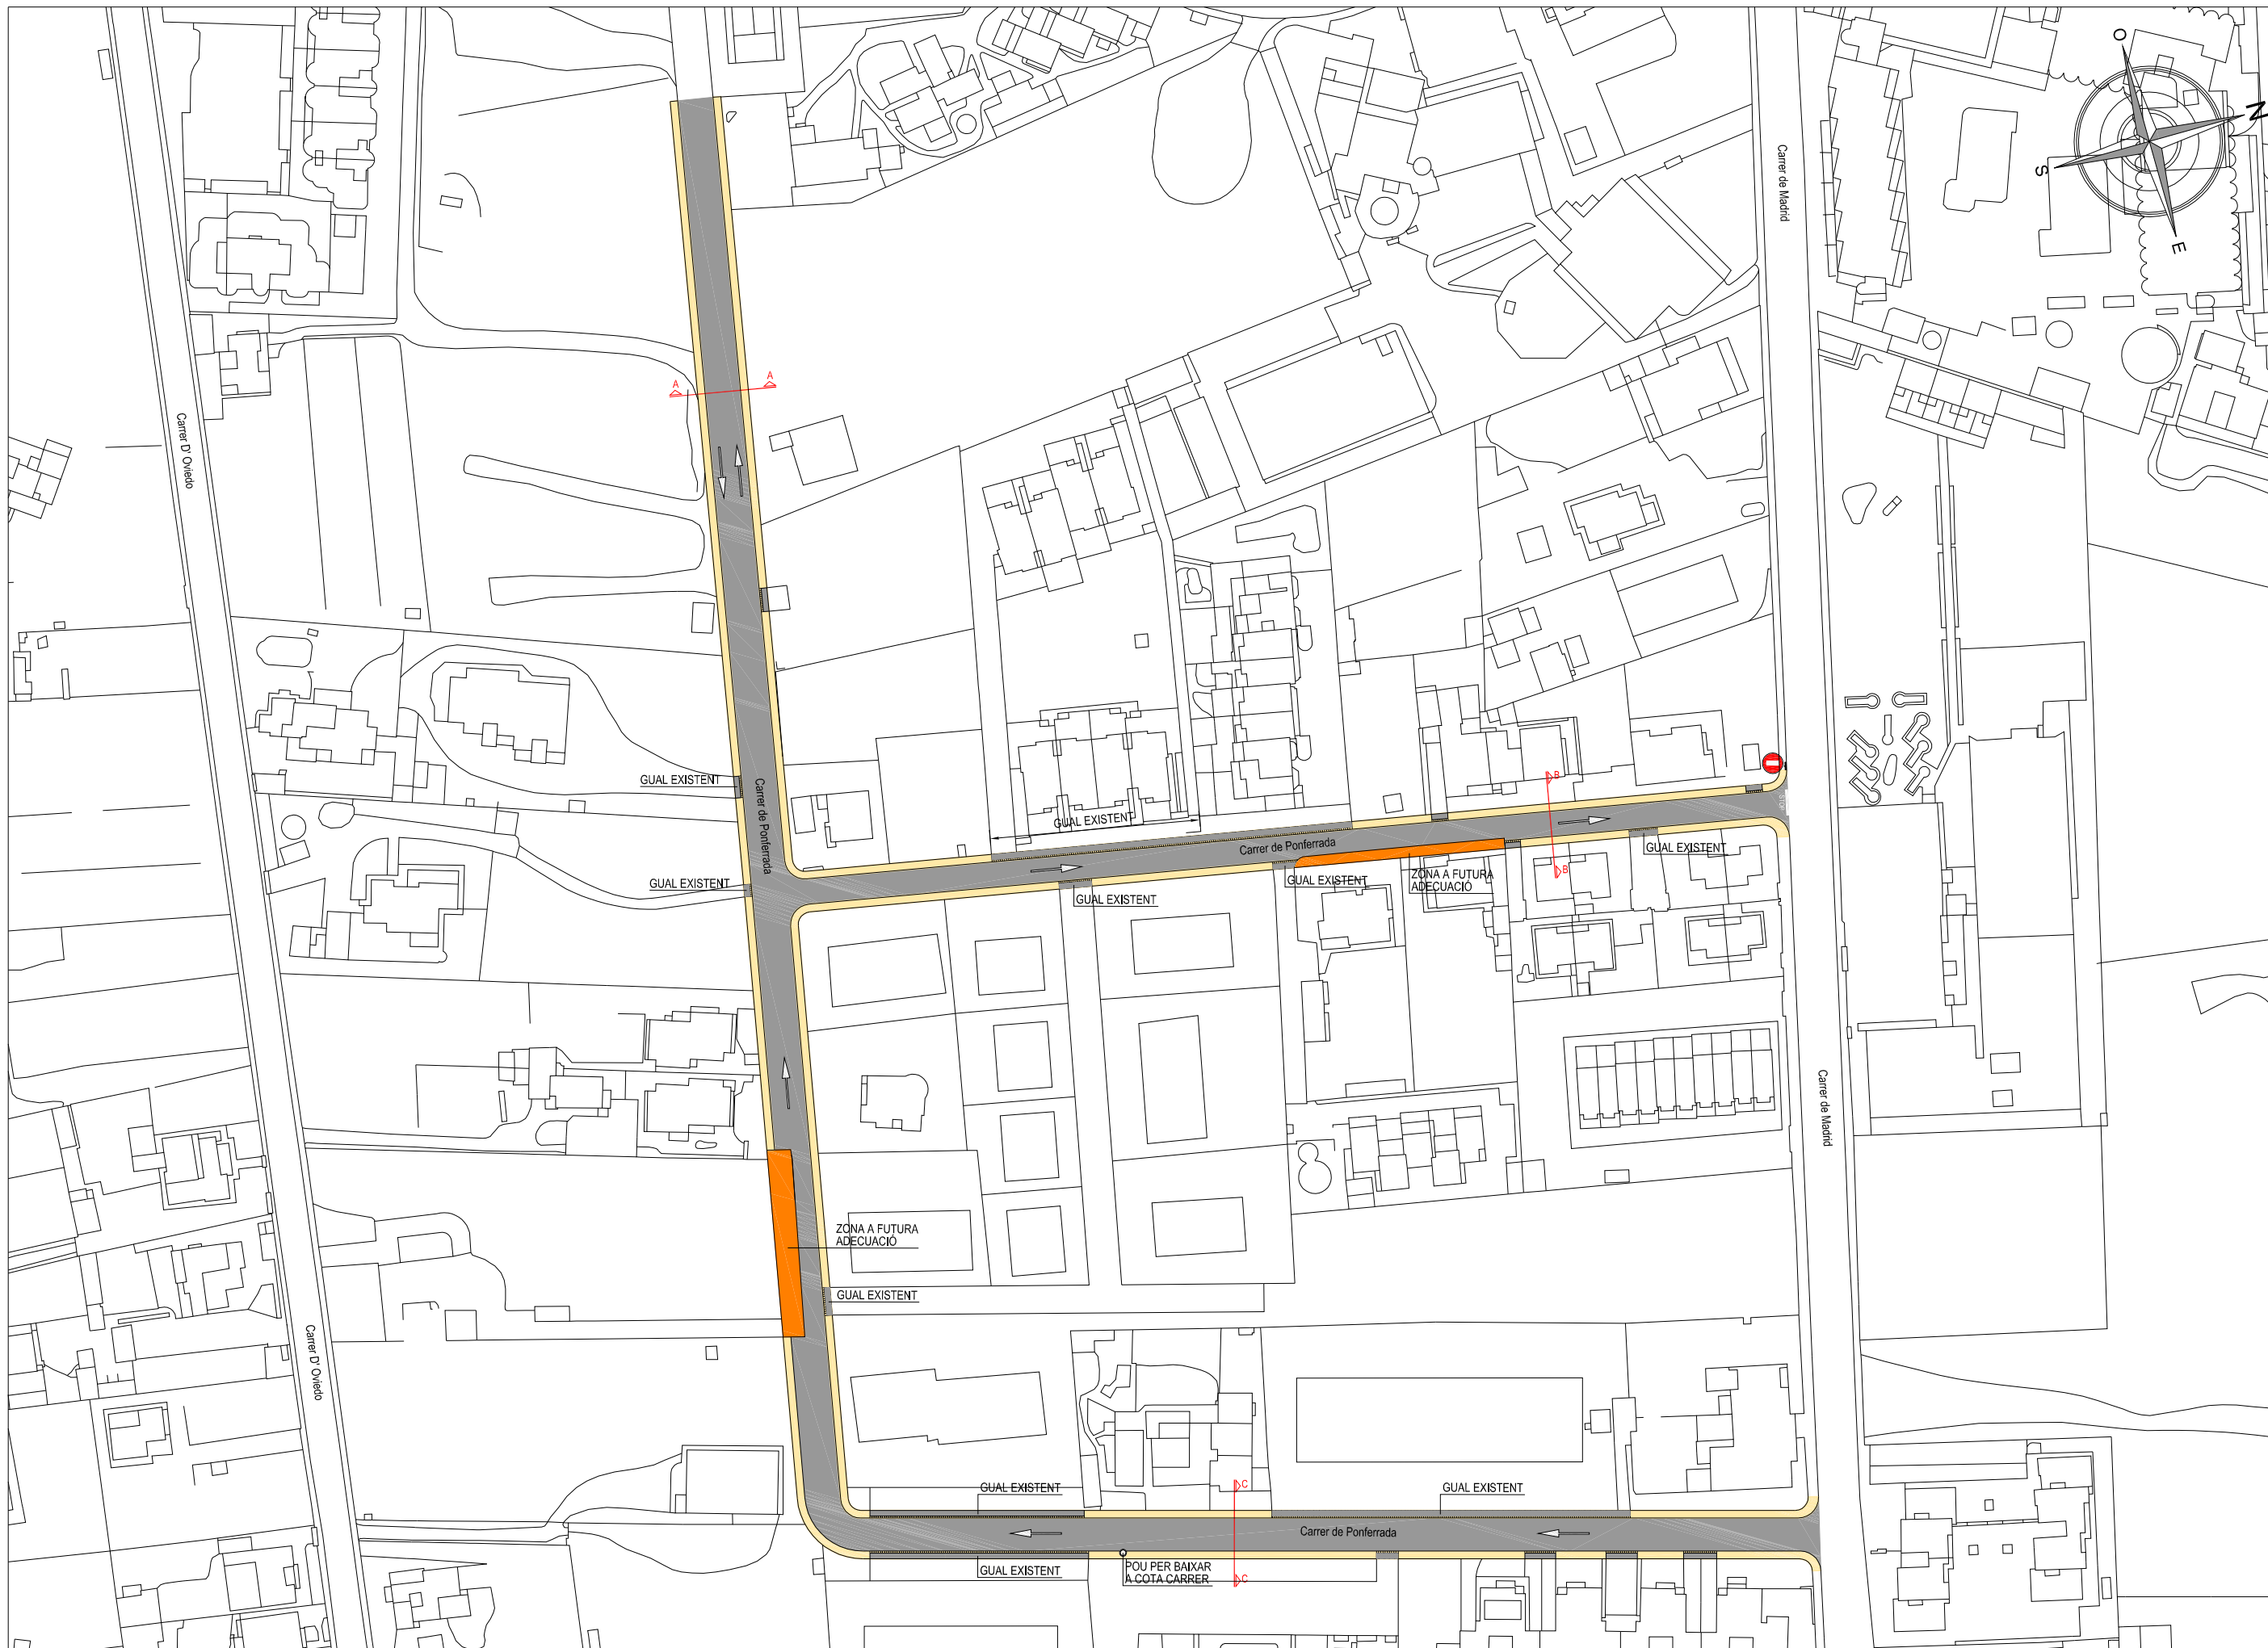 O
N
S
E
Carrer de Madrid
Carrer D' Oviedo
A
A
GUAL EXISTENT
Carrer de Ponferrada
GUAL EXISTENT
B
Carrer de Ponferrada
STOP
GUAL EXISTENT
GUAL EXISTENT
GUAL EXISTENT
GUAL EXISTENT
ZONA A FUTURA
ADECUACIÓ
B
Carrer de Madrid
ZONA A FUTURA
ADECUACIÓ
GUAL EXISTENT
Carrer D' Oviedo
GUAL EXISTENT
C
GUAL EXISTENT
Carrer de Ponferrada
GUAL EXISTENT
POU PER BAIXAR
A COTA CARRER
C